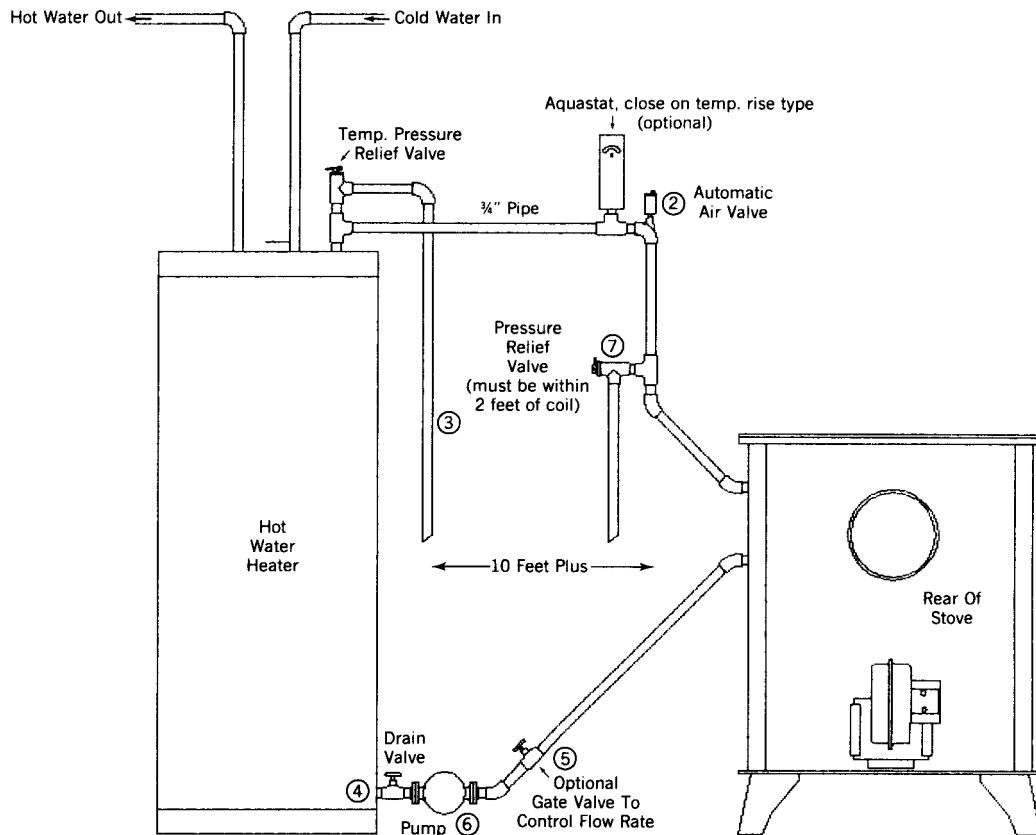 Hot Water Out
Cold Water In
Aquastat, close on temp. rise type
(optional)
Temp. Pressure
Relief Valve
¾" Pipe
② Automatic
Air Valve
Pressure
Relief
Valve
(must be within
2 feet of coil)
⑦
③
Hot
Water
Heater
10 Feet Plus
Rear Of
Stove
Drain
Valve
④
⑤
Optional
Gate Valve To
Control Flow Rate
Pump ⑥